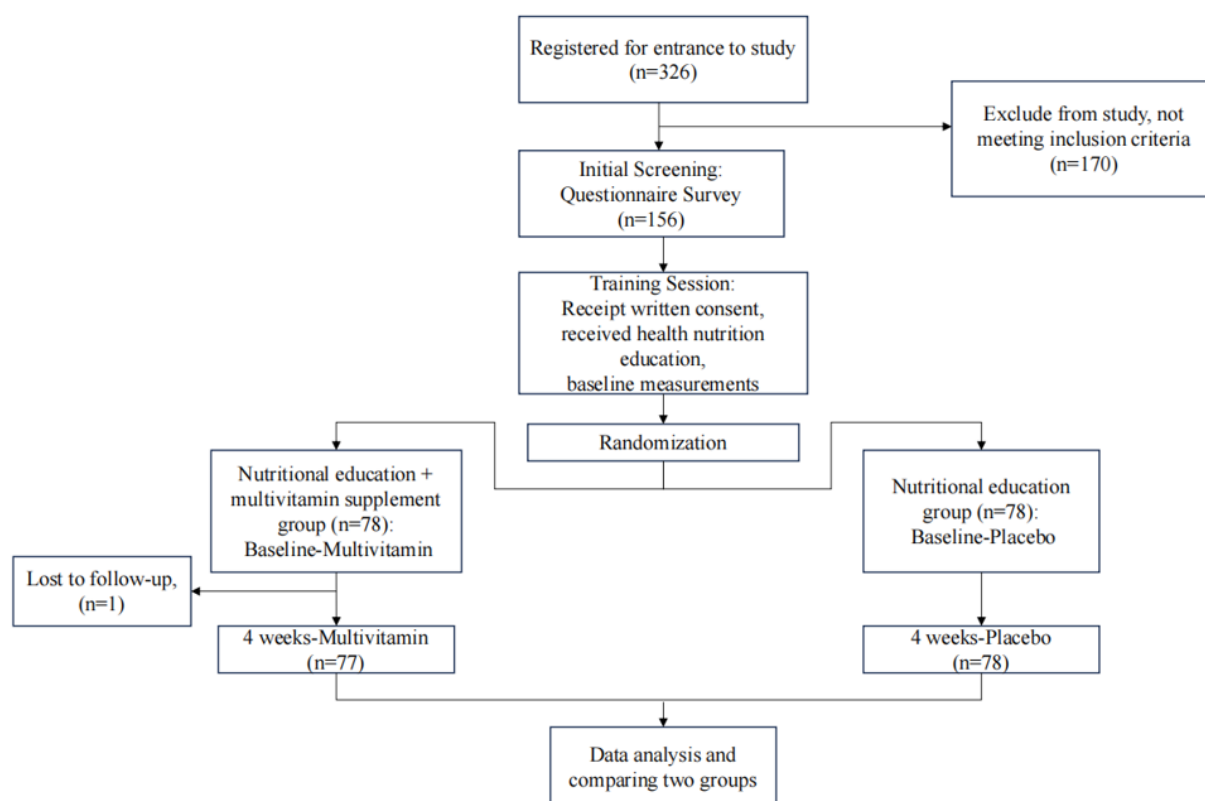 Registered for entrance to study
(n=326)
Exclude from study, not
meeting inclusion criteria
(n=170)
Initial Screening:
Questionnaire Survey
(n=156)
Training Session:
Receipt written consent,
received health nutrition
education,
baseline measurements
Randomization
Nutritional education +
multivitamin supplement
group (n=78):
Baseline-Multivitamin
Nutritional education
group (n=78):
Baseline-Placebo
Lost to follow-up,
(n=1)
4 weeks-Multivitamin
(n=77)
4 weeks-Placebo
(n=78)
Data analysis and
comparing two groups